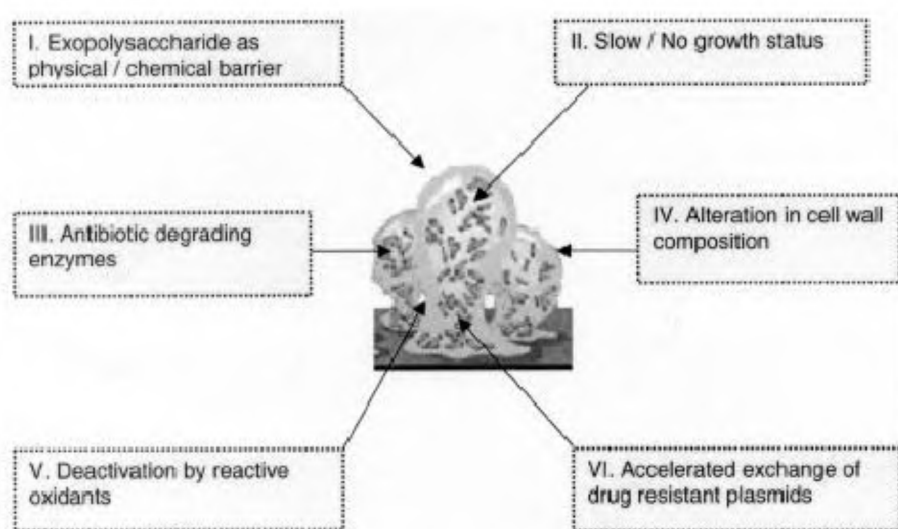 I. Exopolysaccharide as
physical / chemical barrier
II. Slow / No growth status
III. Antibiotic degrading
enzymes
IV. Alteration in cell wall
composition
V. Deactivation by reactive
oxidants
VI. Accelerated exchange of
drug resistant plasmids